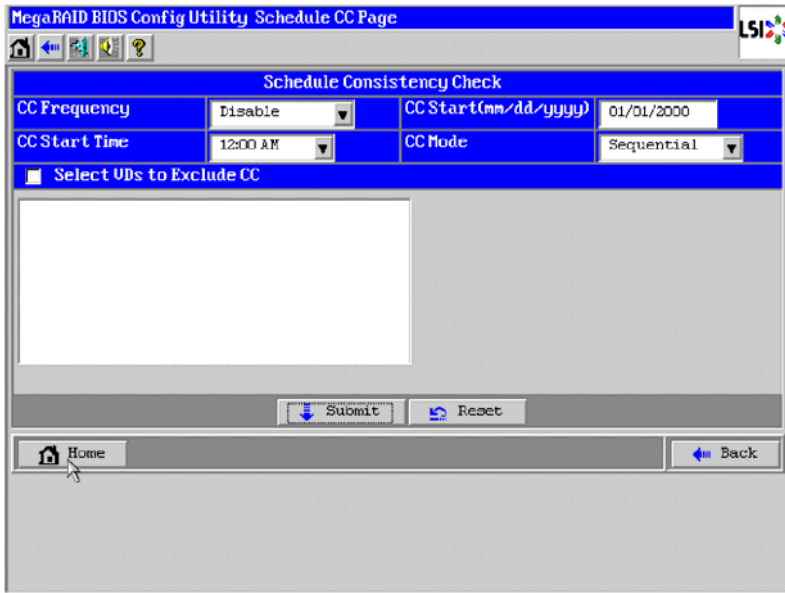 MegaRAID BIOS Config Utility Schedule CC Page
LSI
Schedule Consistency Check
CC Frequency Disable CC Start(mm/dd/yyyy) 01/01/2000
CC Start Time 12:00 AM CC Mode Sequential
Select VDs to Exclude CC
Submit Reset
Home Back